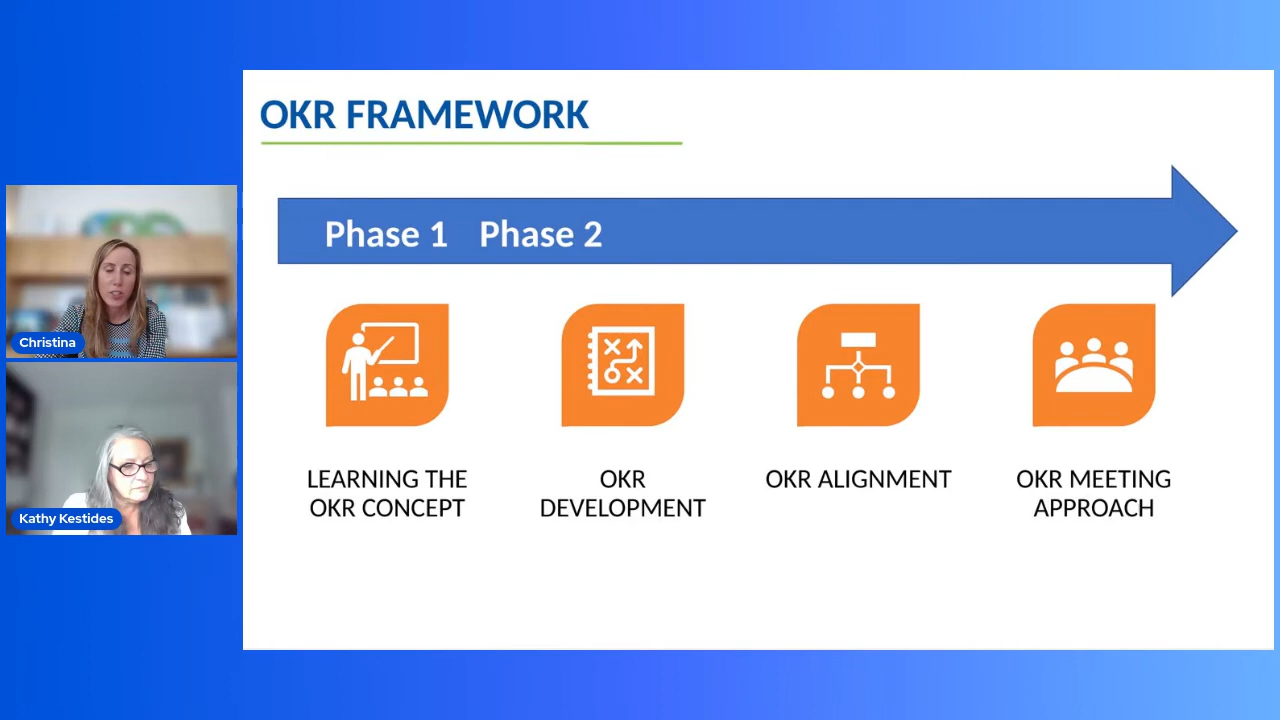 OKR FRAMEWORK
Phase 1 Phase 2
Christina
Kathy Kestides
LEARNING THE
OKR CONCEPT
OKR
DEVELOPMENT
OKR ALIGNMENT
OKR MEETING
APPROACH